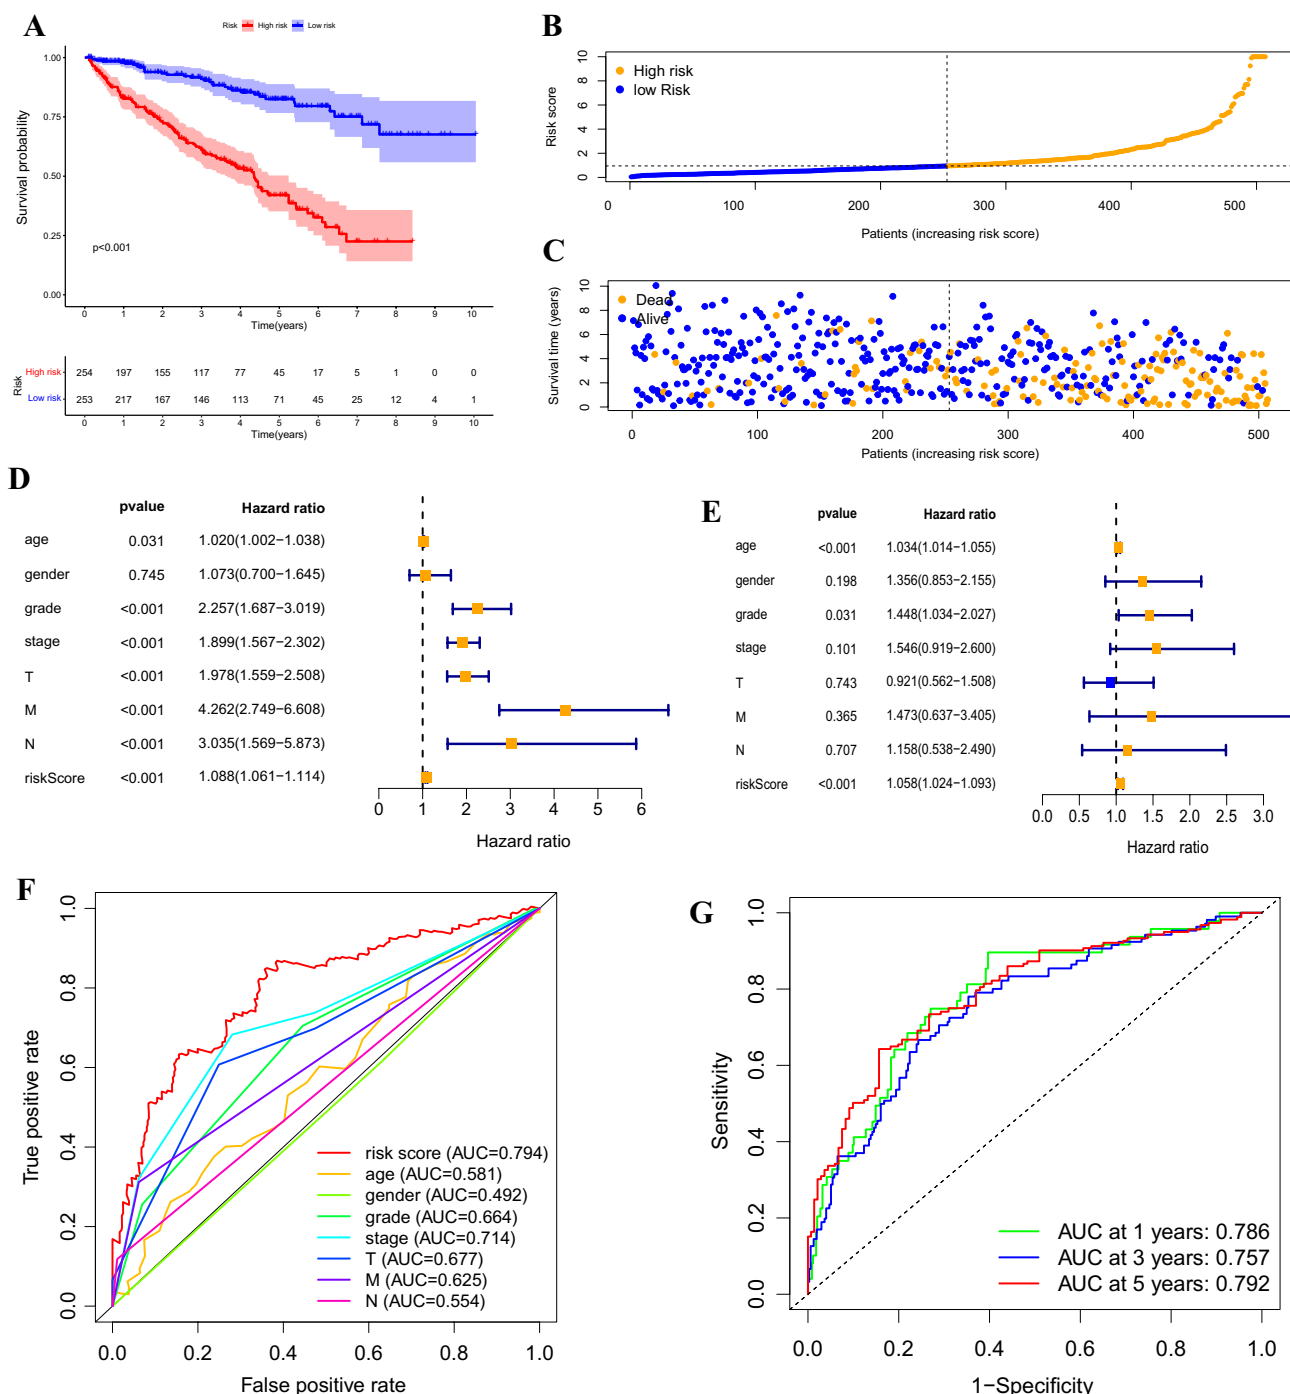 A
Risk High risk Low risk
Survival probability
1.00
0.75
0.50
0.25
0.00
p<0.001
0 1 2 3 4 5 6 7 8 9 10
Time(years)
Risk
High risk 254 197 155 117 77 45 17 5 1 0 0
Low risk 253 217 167 146 113 71 45 25 12 4 1
0 1 2 3 4 5 6 7 8 9 10
Time(years)
B
High risk
low Risk
Risk score
10
8
6
4
2
0
0 100 200 300 400 500
Patients (increasing risk score)
C
Dead
Alive
Survival time (years)
10
8
6
4
2
0
0 100 200 300 400 500
Patients (increasing risk score)
D
pvalue Hazard ratio
age 0.031 1.020(1.002−1.038)
gender 0.745 1.073(0.700−1.645)
grade <0.001 2.257(1.687−3.019)
stage <0.001 1.899(1.567−2.302)
T <0.001 1.978(1.559−2.508)
M <0.001 4.262(2.749−6.608)
N <0.001 3.035(1.569−5.873)
riskScore <0.001 1.088(1.061−1.114)
0 1 2 3 4 5 6
Hazard ratio
E
pvalue Hazard ratio
age <0.001 1.034(1.014−1.055)
gender 0.198 1.356(0.853−2.155)
grade 0.031 1.448(1.034−2.027)
stage 0.101 1.546(0.919−2.600)
T 0.743 0.921(0.562−1.508)
M 0.365 1.473(0.637−3.405)
N 0.707 1.158(0.538−2.490)
riskScore <0.001 1.058(1.024−1.093)
0.0 0.5 1.0 1.5 2.0 2.5 3.0
Hazard ratio
F
True positive rate
1.0
0.8
0.6
0.4
0.2
0.0
risk score (AUC=0.794)
age (AUC=0.581)
gender (AUC=0.492)
grade (AUC=0.664)
stage (AUC=0.714)
T (AUC=0.677)
M (AUC=0.625)
N (AUC=0.554)
0.0 0.2 0.4 0.6 0.8 1.0
False positive rate
G
Sensitivity
1.0
0.8
0.6
0.4
0.2
0.0
AUC at 1 years: 0.786
AUC at 3 years: 0.757
AUC at 5 years: 0.792
0.0 0.2 0.4 0.6 0.8 1.0
1−Specificity